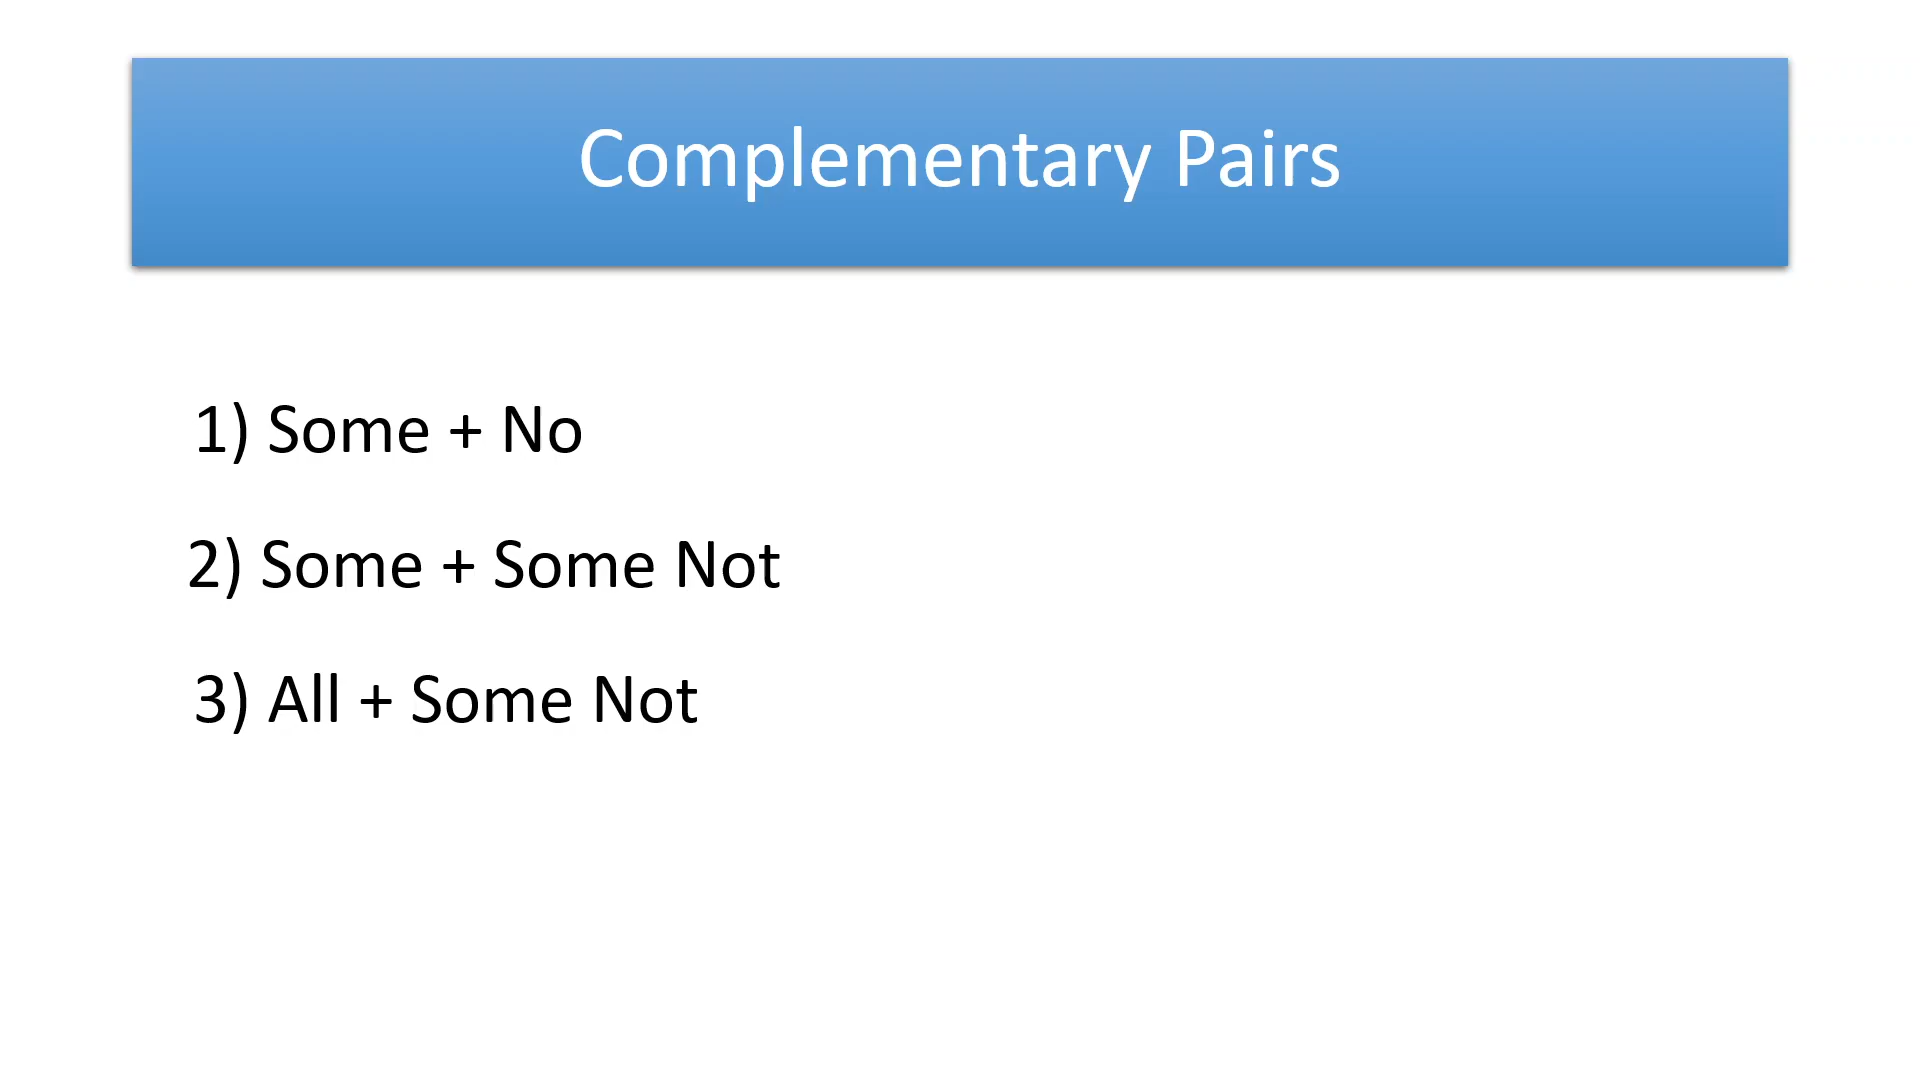 Complementary Pairs
1) Some + No
2) Some + Some Not
3) All + Some Not